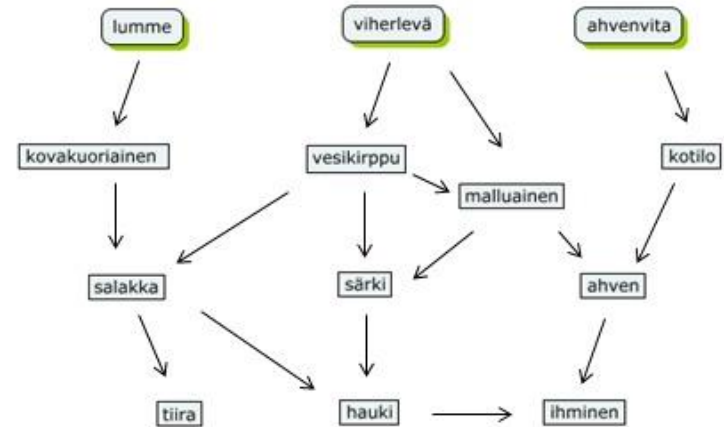 lumme
viherlevä
ahvenvita
kovakuoriainen
vesikirppu
kotilo
malluainen
salakka
särki
ahven
tiira
hauki
ihminen